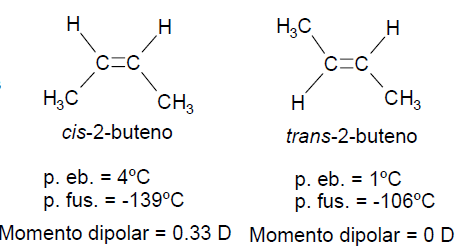 H H
C=C
H3C CH3
cis-2-buteno
p. eb. = 4ºC
p. fus. = -139ºC
Momento dipolar = 0.33 D
H3C H
C=C
H CH3
trans-2-buteno
p. eb. = 1ºC
p. fus. = -106ºC
Momento dipolar = 0 D